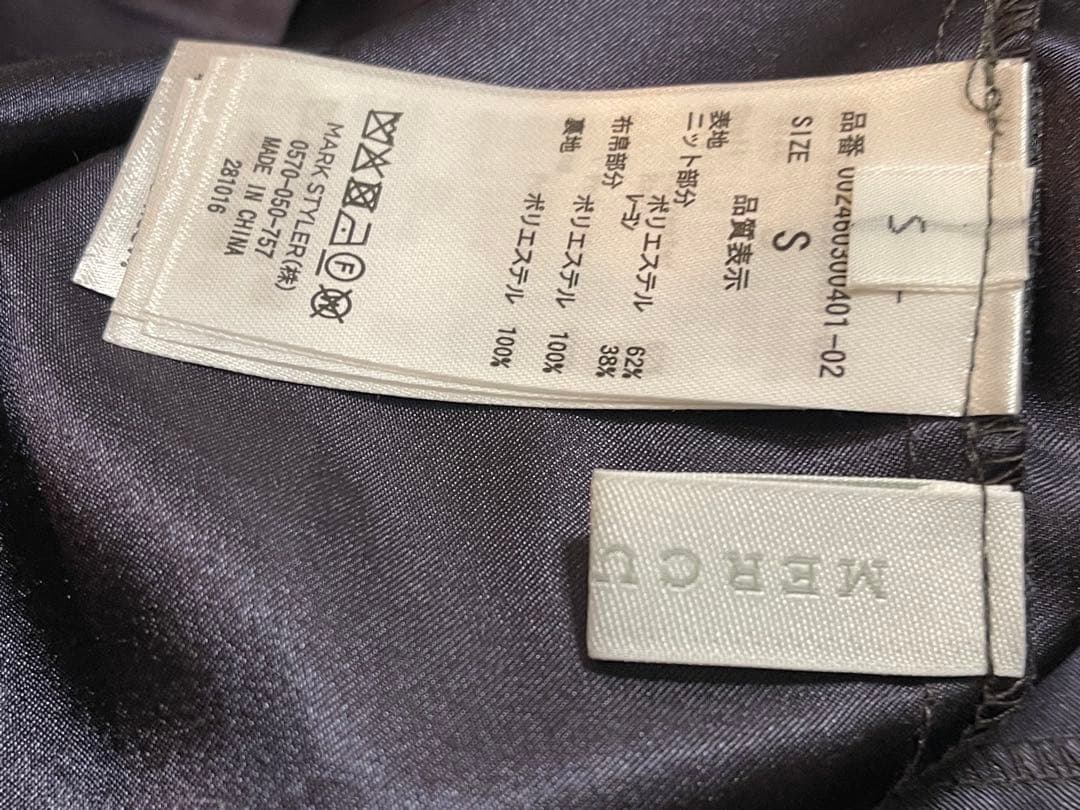 品番 002460300401-02
SIZE S
品質表示
表地
ニット部分
ポリエステル 62%
レーヨン 38%
布帛部分
ポリエステル 100%
裏地
ポリエステル 100%
F
W
MARK STYLER(株)
0570-050-757
MADE IN CHINA
281016
S
MERCU